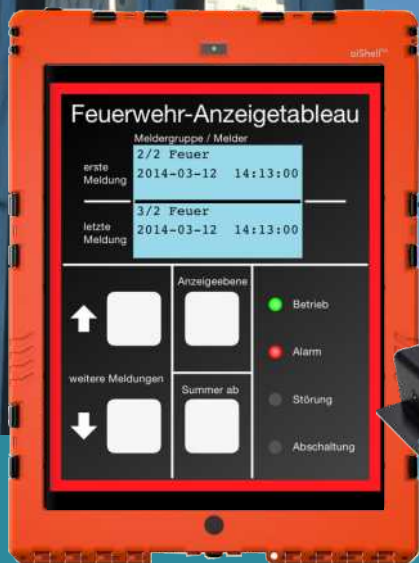 aiShell™
Feuerwehr-Anzeigetableau
Meldergruppe / Melder
erste
Meldung
2/2 Feuer
2014-03-12 14:13:00
letzte
Meldung
3/2 Feuer
2014-03-12 14:13:00
Anzeigeebene
Betrieb
Alarm
weitere Meldungen
Summer ab
Störung
Abschaltung